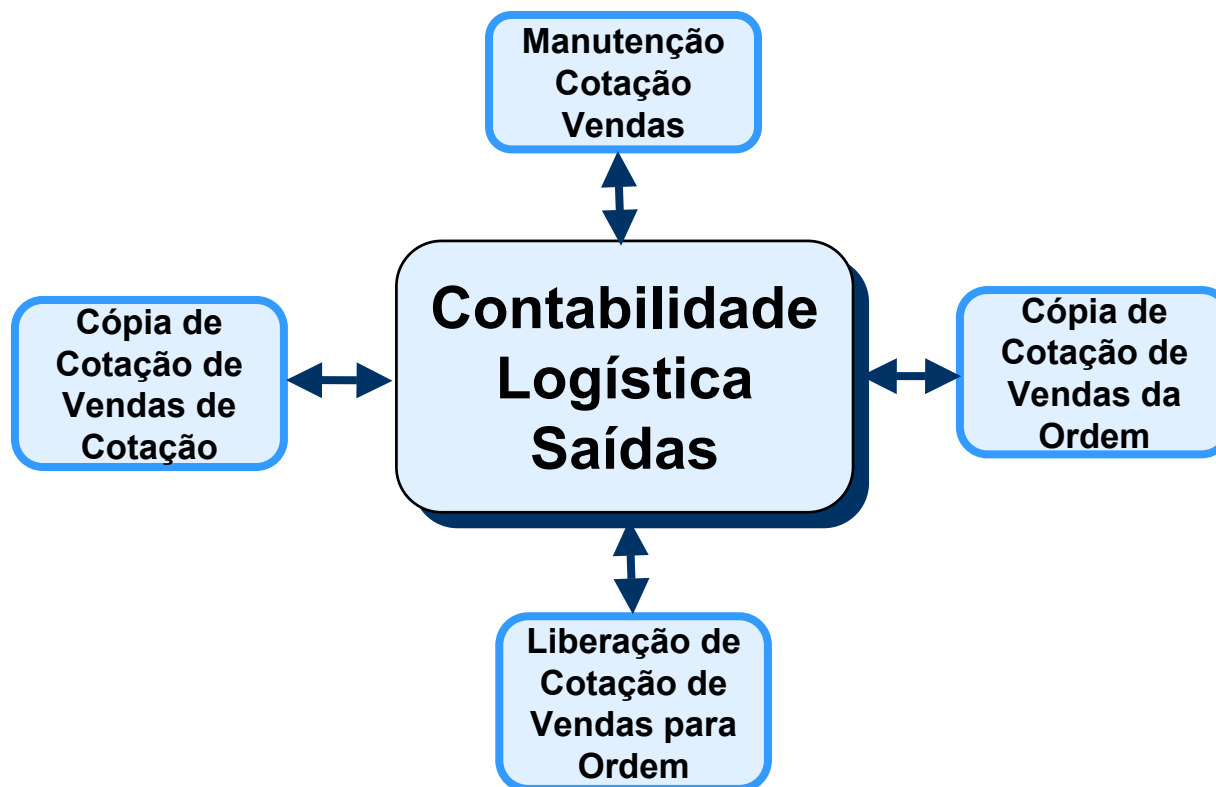 Manutenção
Cotação
Vendas
Contabilidade
Logística
Saídas
Cópia de
Cotação de
Vendas de
Cotação
Cópia de
Cotação de
Vendas da
Ordem
Liberação de
Cotação de
Vendas para
Ordem